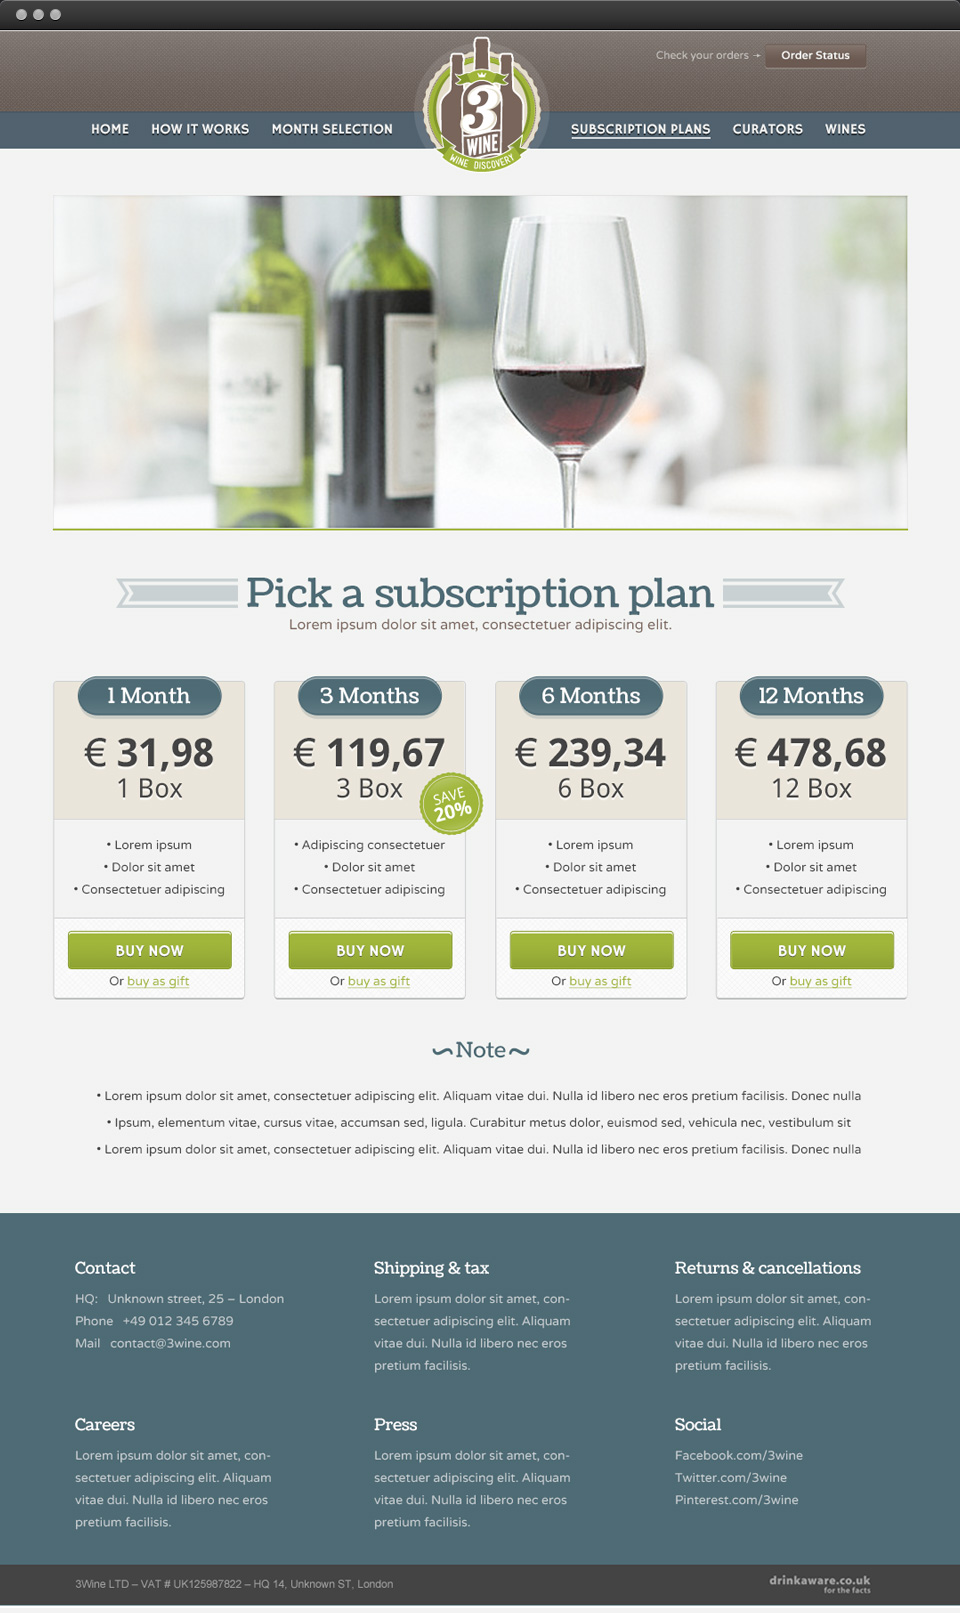 Check your orders → Order Status
HOME HOW IT WORKS MONTH SELECTION
3
WINE
WINE DISCOVERY
SUBSCRIPTION PLANS CURATORS WINES
Pick a subscription plan
Lorem ipsum dolor sit amet, consectetuer adipiscing elit.
1 Month
€ 31,98
1 Box
• Lorem ipsum
• Dolor sit amet
• Consectetuer adipiscing
BUY NOW
Or buy as gift
3 Months
€ 119,67
3 Box
SAVE
20%
• Adipiscing consectetuer
• Dolor sit amet
• Consectetuer adipiscing
BUY NOW
Or buy as gift
6 Months
€ 239,34
6 Box
• Lorem ipsum
• Dolor sit amet
• Consectetuer adipiscing
BUY NOW
Or buy as gift
12 Months
€ 478,68
12 Box
• Lorem ipsum
• Dolor sit amet
• Consectetuer adipiscing
BUY NOW
Or buy as gift
Note
• Lorem ipsum dolor sit amet, consectetuer adipiscing elit. Aliquam vitae dui. Nulla id libero nec eros pretium facilisis. Donec nulla
• Ipsum, elementum vitae, cursus vitae, accumsan sed, ligula. Curabitur metus dolor, euismod sed, vehicula nec, vestibulum sit
• Lorem ipsum dolor sit amet, consectetuer adipiscing elit. Aliquam vitae dui. Nulla id libero nec eros pretium facilisis. Donec nulla
Contact
HQ: Unknown street, 25 – London
Phone +49 012 345 6789
Mail contact@3wine.com
Shipping & tax
Lorem ipsum dolor sit amet, con-
sectetuer adipiscing elit. Aliquam
vitae dui. Nulla id libero nec eros
pretium facilisis.
Returns & cancellations
Lorem ipsum dolor sit amet, con-
sectetuer adipiscing elit. Aliquam
vitae dui. Nulla id libero nec eros
pretium facilisis.
Careers
Lorem ipsum dolor sit amet, con-
sectetuer adipiscing elit. Aliquam
vitae dui. Nulla id libero nec eros
pretium facilisis.
Press
Lorem ipsum dolor sit amet, con-
sectetuer adipiscing elit. Aliquam
vitae dui. Nulla id libero nec eros
pretium facilisis.
Social
Facebook.com/3wine
Twitter.com/3wine
Pinterest.com/3wine
3Wine LTD – VAT # UK125987822 – HQ 14, Unknown ST, London
drinkaware.co.uk
for the facts